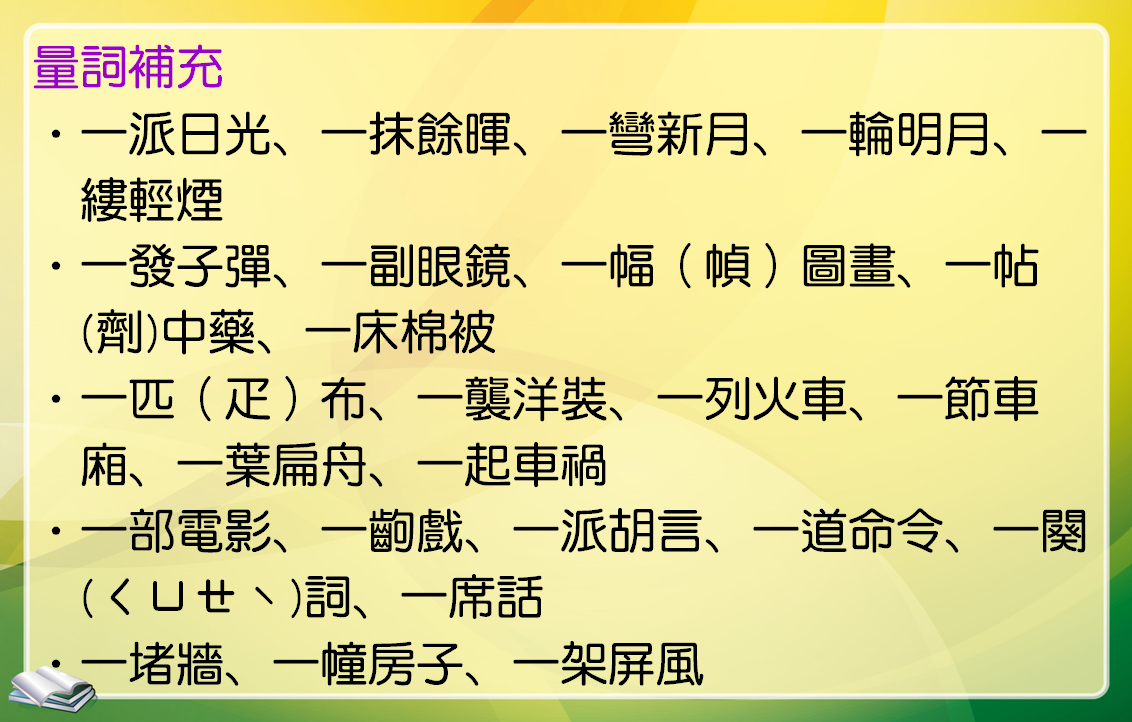 量詞補充
•一派日光、一抹餘暉、一彎新月、一輪明月、一
縷輕煙
•一發子彈、一副眼鏡、一幅（幀）圖畫、一帖
(劑)中藥、一床棉被
•一匹（疋）布、一襲洋裝、一列火車、一節車
廂、一葉扁舟、一起車禍
•一部電影、一齣戲、一派胡言、一道命令、一闋
(ㄑㄩㄝˋ)詞、一席話
•一堵牆、一幢房子、一架屏風